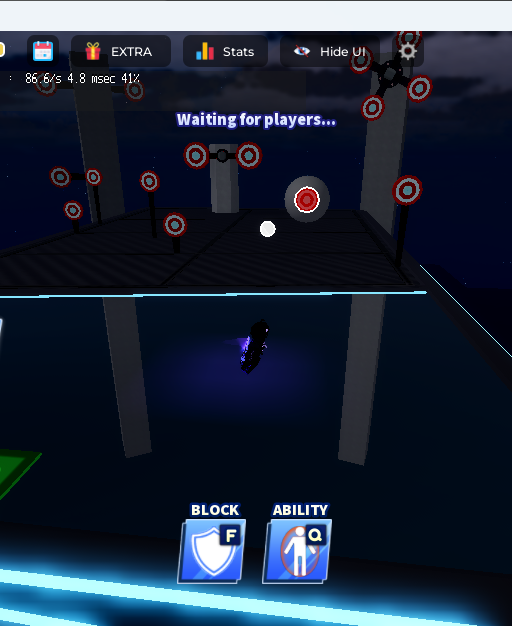 EXTRA Stats Hide UI
: 86.6/s 4.8 msec 41%
Waiting for players...
BLOCK ABILITY
F Q